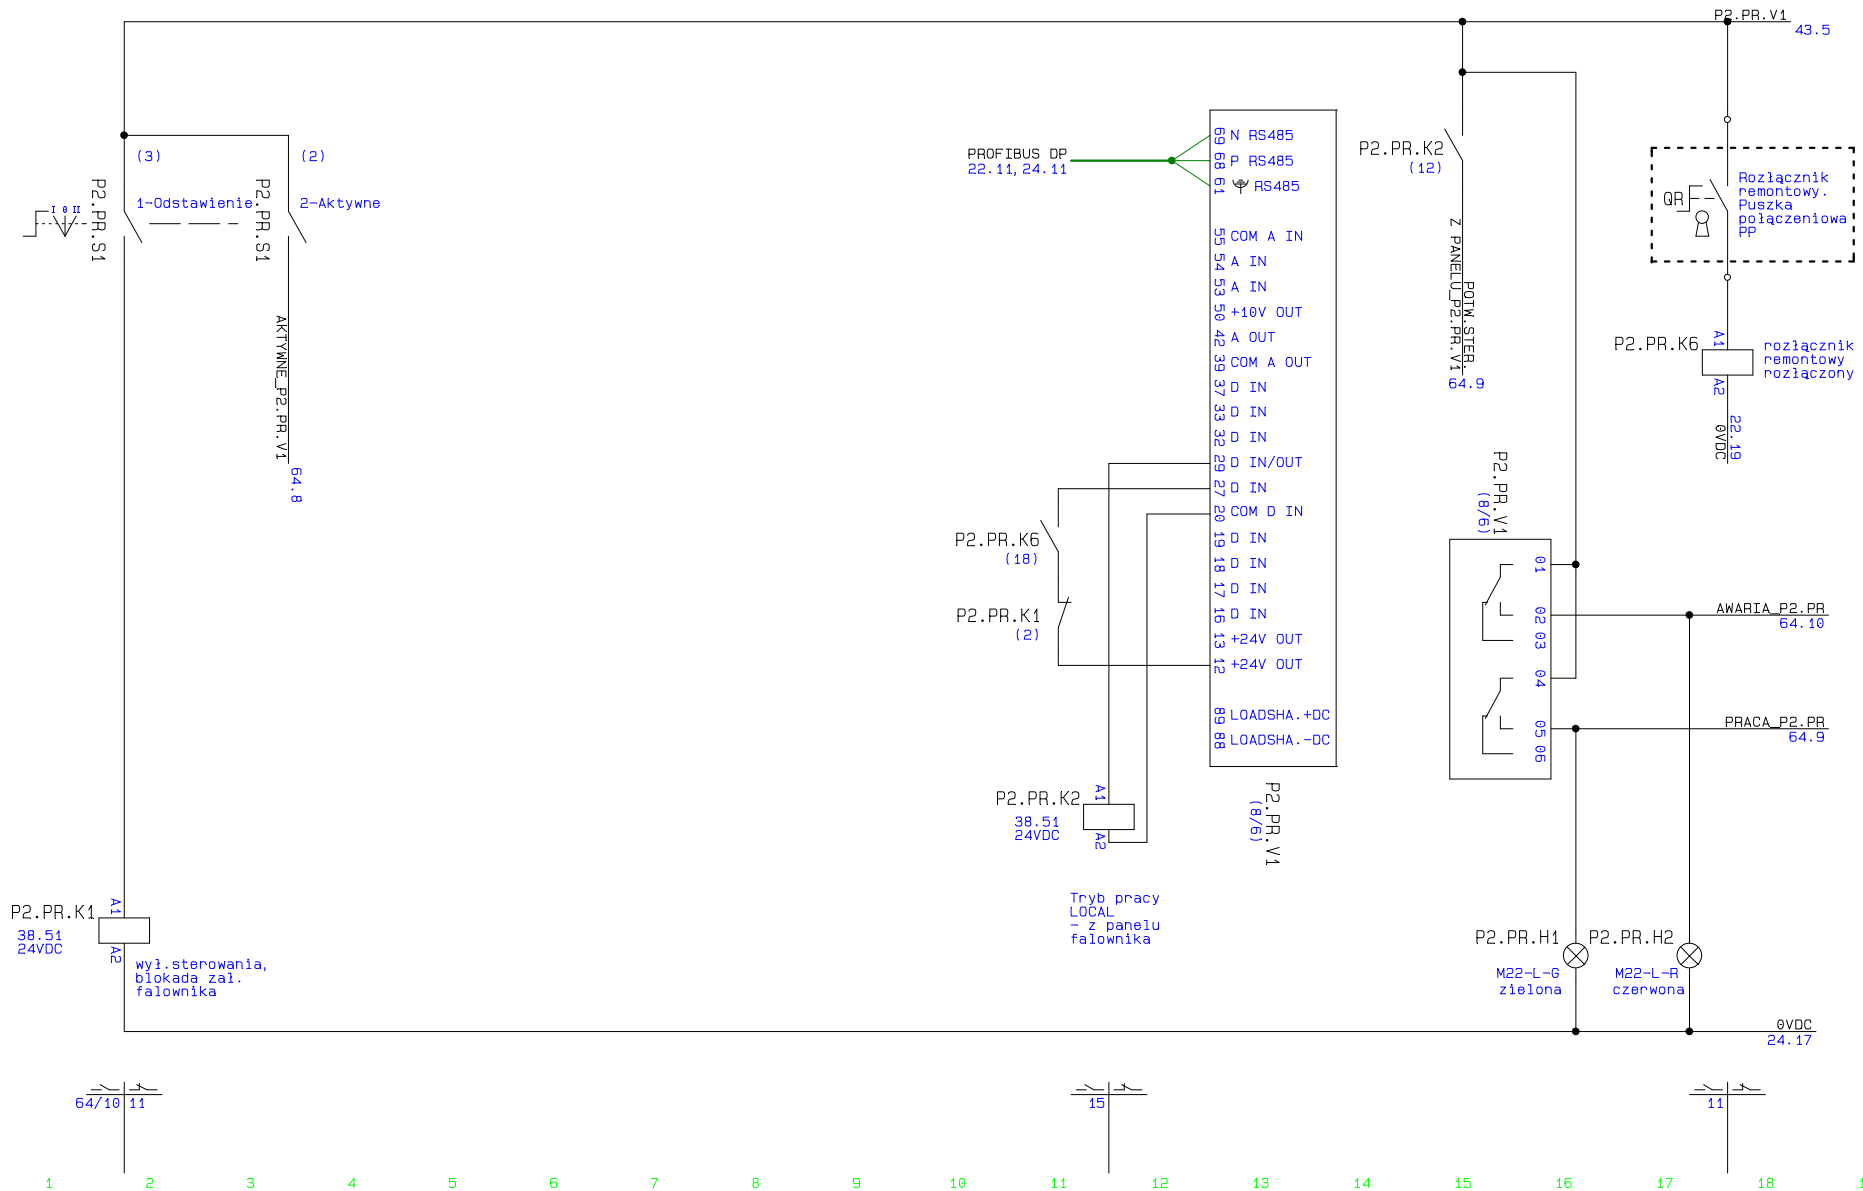 P2.PR.V1
43.5
(3)
(2)
P2.PR.S1
1-Odstawienie
P2.PR.S1
2-Aktywne
I 0 II
AKTYWNE_P2.PR.V1
64.8
PROFIBUS DP
22.11,24.11
69 N RS485
68 P RS485
61 RS485
55 COM A IN
54 A IN
53 A IN
50 +10V OUT
42 A OUT
39 COM A OUT
37 D IN
33 D IN
32 D IN
29 D IN/OUT
27 D IN
20 COM D IN
19 D IN
18 D IN
17 D IN
16 D IN
13 +24V OUT
12 +24V OUT
89 LOADSHA.+DC
88 LOADSHA.-DC
P2.PR.V1
(8/6)
P2.PR.K6
(18)
P2.PR.K1
(2)
P2.PR.K2
38.51
24VDC
A1
A2
Tryb pracy
LOCAL
- z panelu
falownika
P2.PR.K2
(12)
POTW.STER.
Z PANELU_P2.PR.V1
64.9
QR
Rozłącznik
remontowy.
Puszka
połączeniowa
PP
P2.PR.K6
A1
A2
rozłącznik
remontowy
rozłączony
22.19
0VDC
P2.PR.V1
(8/6)
01
02
03
04
05
06
AWARIA_P2.PR
64.10
PRACA_P2.PR
64.9
P2.PR.K1
38.51
24VDC
A1
A2
wył.sterowania,
blokada zał.
falownika
P2.PR.H1
M22-L-G
zielona
P2.PR.H2
M22-L-R
czerwona
0VDC
24.17
64/10 11
15
11
1 2 3 4 5 6 7 8 9 10 11 12 13 14 15 16 17 18 1